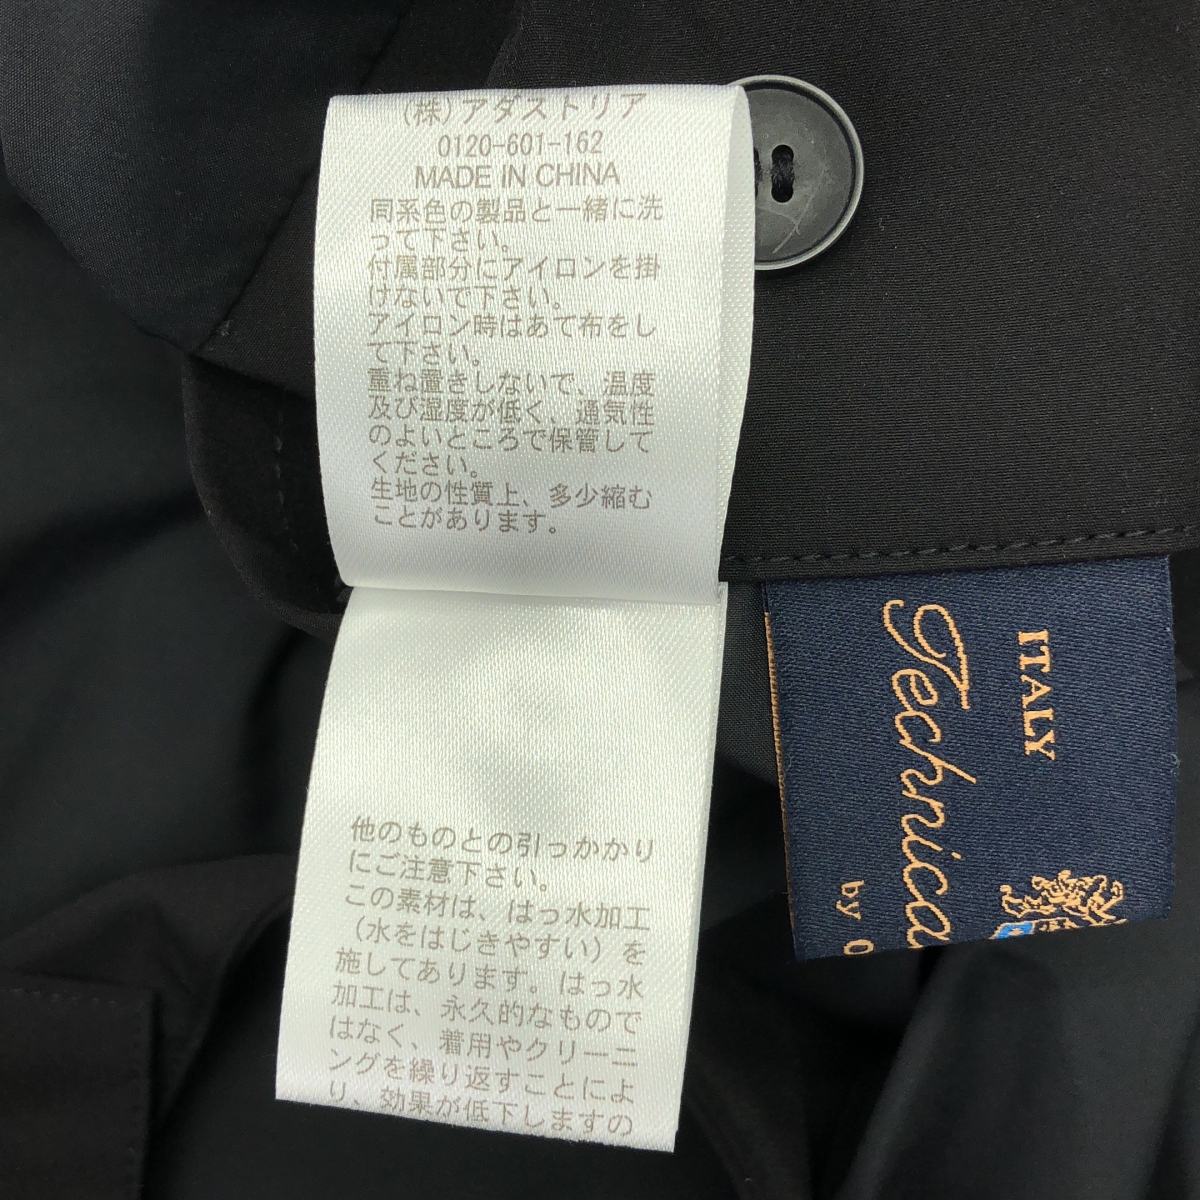 (株)アダストリア
0120-601-162
MADE IN CHINA
同系色の製品と一緒に洗
って下さい。
付属部分にアイロンを掛
けないで下さい。
アイロン時はあて布をし
て下さい。
重ね置きしないで、温度
及び湿度が低く、通気性
のよいところで保管して
ください。
生地の性質上、多少縮む
ことがあります。
他のものとの引っかかり
にご注意下さい。
この素材は、はっ水加工
(水をはじきやすい)を
施してあります。はっ水
加工は、永久的なもので
はなく、着用やクリーニ
ングを繰り返すことによ
り、効果が低下しますの
ITALY
Technica
by O